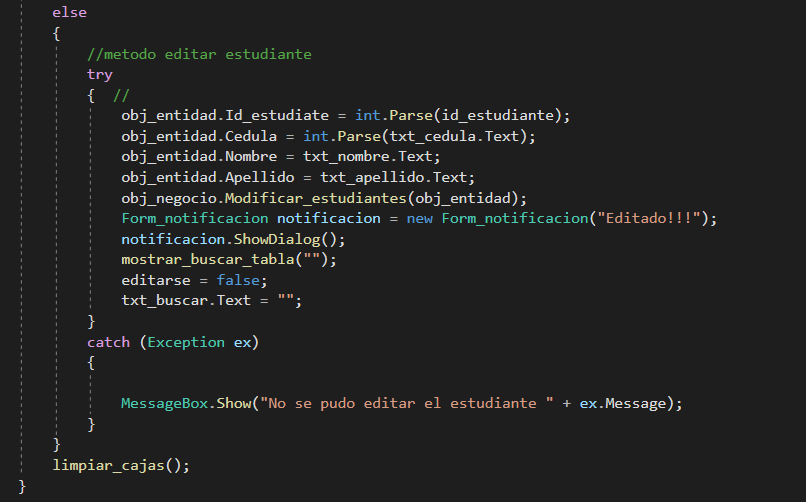 else
{
//metodo editar estudiante
try
{ //
obj_entidad.Id_estudiate = int.Parse(id_estudiante);
obj_entidad.Cedula = int.Parse(txt_cedula.Text);
obj_entidad.Nombre = txt_nombre.Text;
obj_entidad.Apellido = txt_apellido.Text;
obj_negocio.Modificar_estudiantes(obj_entidad);
Form_notificacion notificacion = new Form_notificacion("Editado!!!");
notificacion.ShowDialog();
mostrar_buscar_tabla("");
editarse = false;
txt_buscar.Text = "";
}
catch (Exception ex)
{
MessageBox.Show("No se pudo editar el estudiante " + ex.Message);
}
}
limpiar_cajas();
}